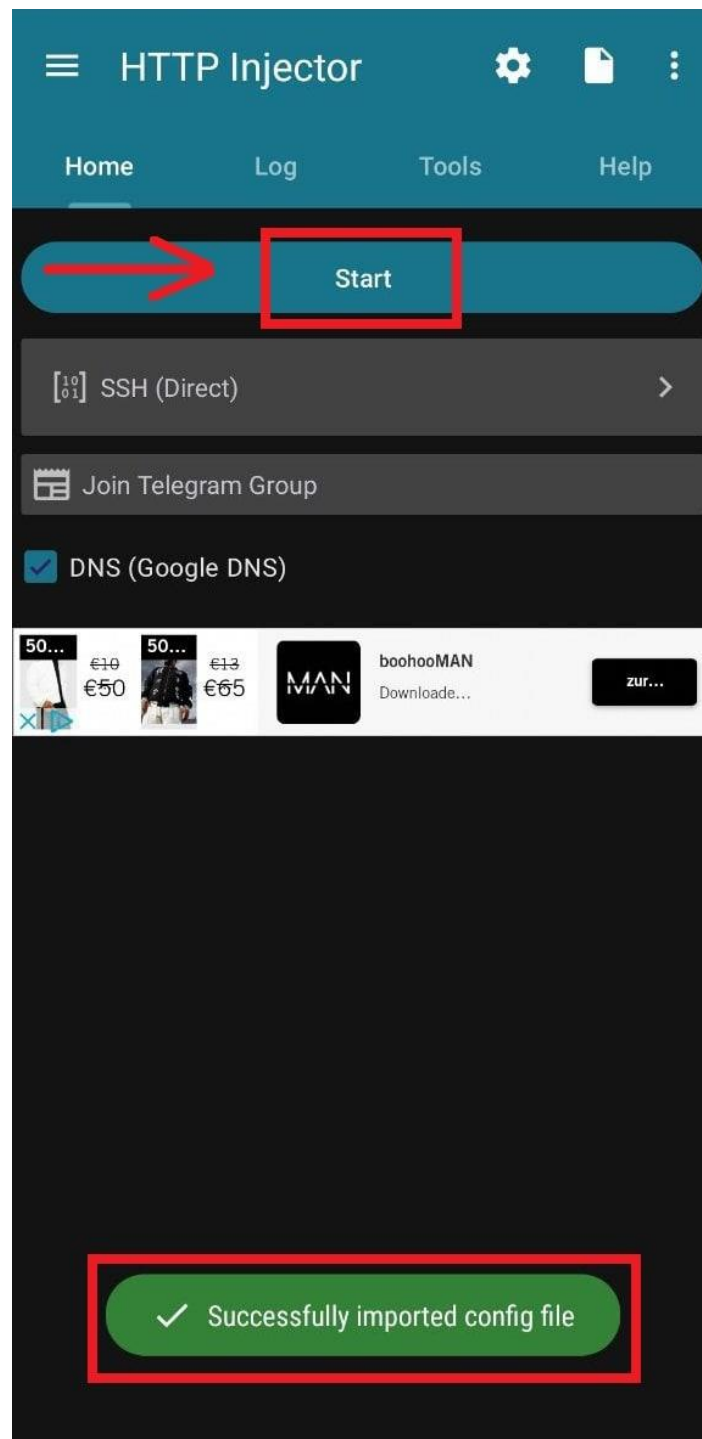 HTTP Injector
Home Log Tools Help
Start
SSH (Direct)
Join Telegram Group
DNS (Google DNS)
50... €10 €50 50... €13 €65
MAN
boohooMAN
Downloade...
zur...
Successfully imported config file